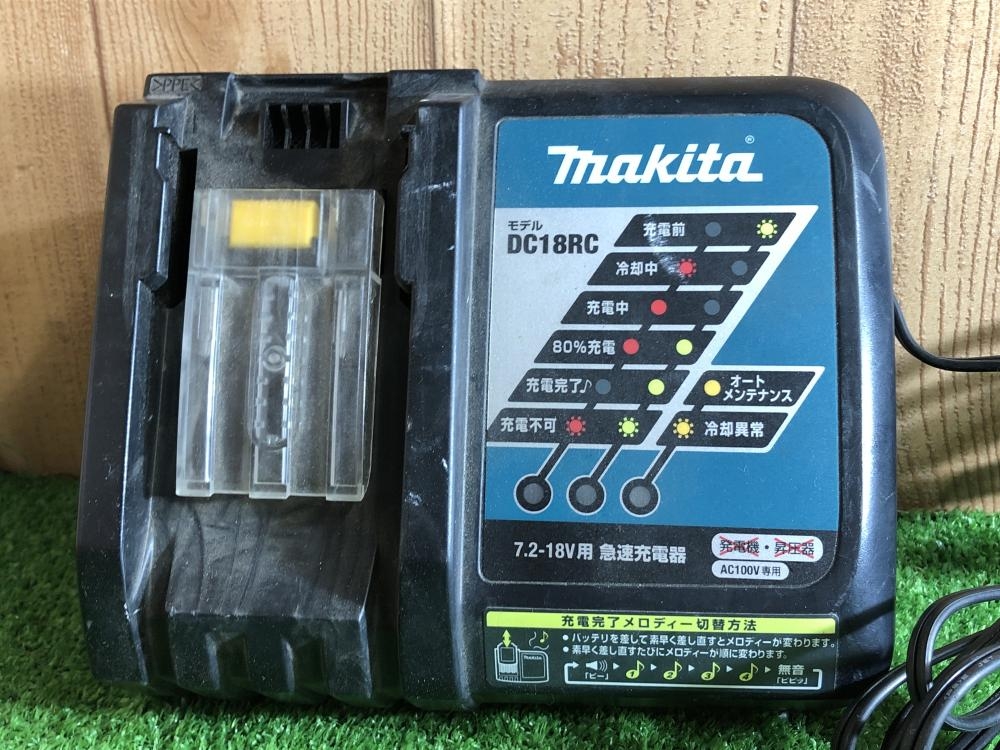 >PPE<
makita®
モデル
DC18RC
充電前
冷却中
充電中
80%充電
充電完了♪
充電不可
オート
メンテナンス
冷却異常
7.2-18V用 急速充電器
発電機・昇圧器
AC100V専用
充電完了メロディー切替方法
● バッテリを差して素早く差し直すとメロディーが変わります。
● 素早く差し直すたびにメロディーが順に変わります。
makita
「ピー」
1 2 3 4
無音
「ピピッ」